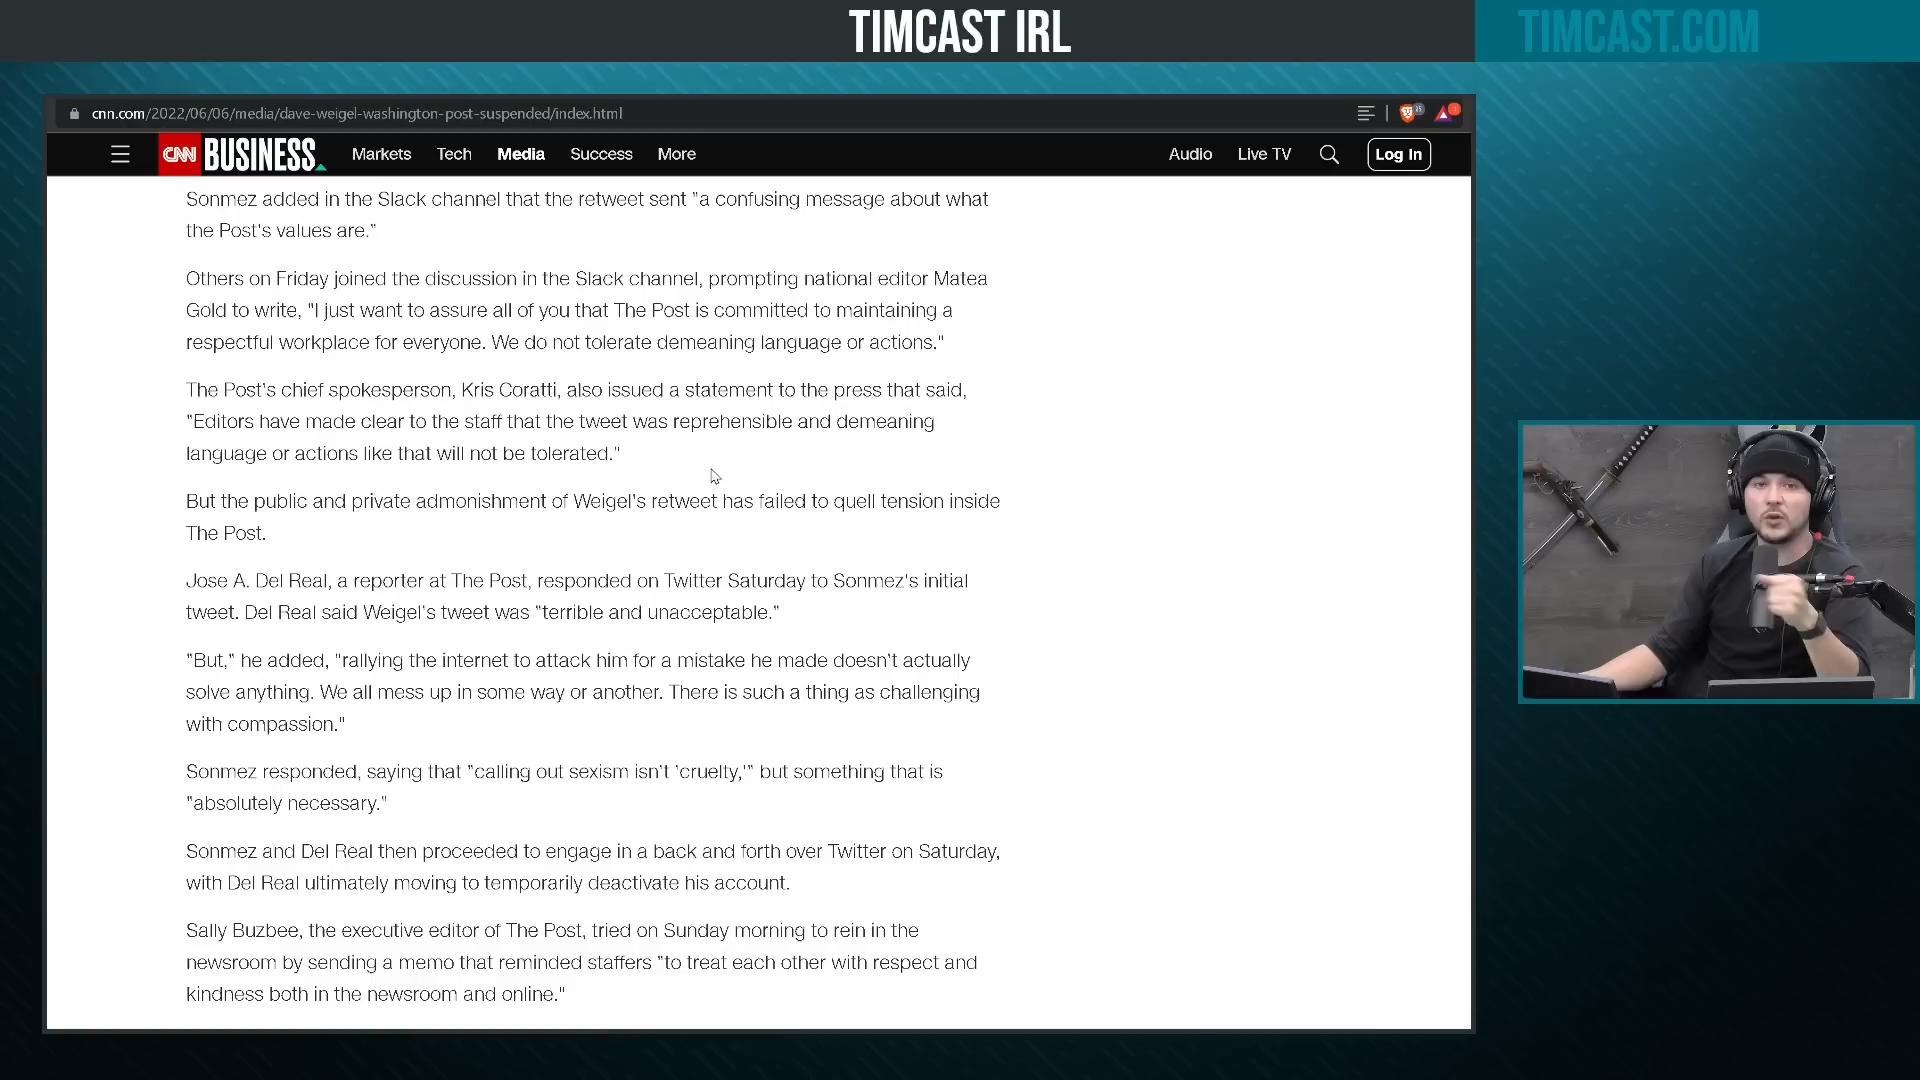 TIMCAST IRL
TIMCAST.COM
cnn.com/2022/06/06/media/dave-weigel-washington-post-suspended/index.html
CNN BUSINESS
Markets Tech Media Success More
Audio Live TV Log In
Sonmez added in the Slack channel that the retweet sent "a confusing message about what
the Post's values are."
Others on Friday joined the discussion in the Slack channel, prompting national editor Matea
Gold to write, "I just want to assure all of you that The Post is committed to maintaining a
respectful workplace for everyone. We do not tolerate demeaning language or actions."
The Post's chief spokesperson, Kris Coratti, also issued a statement to the press that said,
"Editors have made clear to the staff that the tweet was reprehensible and demeaning
language or actions like that will not be tolerated."
But the public and private admonishment of Weigel's retweet has failed to quell tension inside
The Post.
Jose A. Del Real, a reporter at The Post, responded on Twitter Saturday to Sonmez's initial
tweet. Del Real said Weigel's tweet was "terrible and unacceptable."
"But," he added, "rallying the internet to attack him for a mistake he made doesn't actually
solve anything. We all mess up in some way or another. There is such a thing as challenging
with compassion."
Sonmez responded, saying that "calling out sexism isn't 'cruelty,'" but something that is
"absolutely necessary."
Sonmez and Del Real then proceeded to engage in a back and forth over Twitter on Saturday,
with Del Real ultimately moving to temporarily deactivate his account.
Sally Buzbee, the executive editor of The Post, tried on Sunday morning to rein in the
newsroom by sending a memo that reminded staffers "to treat each other with respect and
kindness both in the newsroom and online."